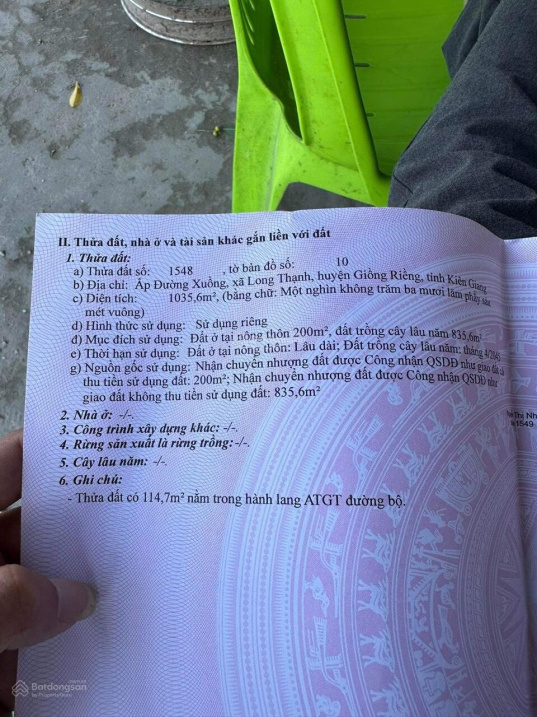 II. Thửa đất, nhà ở và tài sản khác gắn liền với đất
1. Thửa đất:
a) Thửa đất số: 1548 , tờ bản đồ số: 10
b) Địa chỉ: Ấp Đường Xuồng, xã Long Thạnh, huyện Giồng Riềng, tỉnh Kiên Giang
c) Diện tích: 1035,6m², (bằng chữ: Một nghìn không trăm ba mươi lăm phẩy sáu
mét vuông)
d) Hình thức sử dụng: Sử dụng riêng
đ) Mục đích sử dụng: Đất ở tại nông thôn 200m², đất trồng cây lâu năm 835,6m²
e) Thời hạn sử dụng: Đất ở tại nông thôn: Lâu dài; Đất trồng cây lâu năm: tháng
g) Nguồn gốc sử dụng: Nhận chuyển nhượng đất được Công nhận QSDĐ như giao đất có
thu tiền sử dụng đất: 200m²; Nhận chuyển nhượng đất được Công nhận QSDĐ như
giao đất không thu tiền sử dụng đất: 835,6m²
2. Nhà ở: -/-.
3. Công trình xây dựng khác: -/-.
4. Rừng sản xuất là rừng trồng: -/-.
5. Cây lâu năm: -/-.
6. Ghi chú:
- Thửa đất có 114,7m² nằm trong hành lang ATGT đường bộ.
Thị Nh
1549
Batdongsan
by PropertyGuru